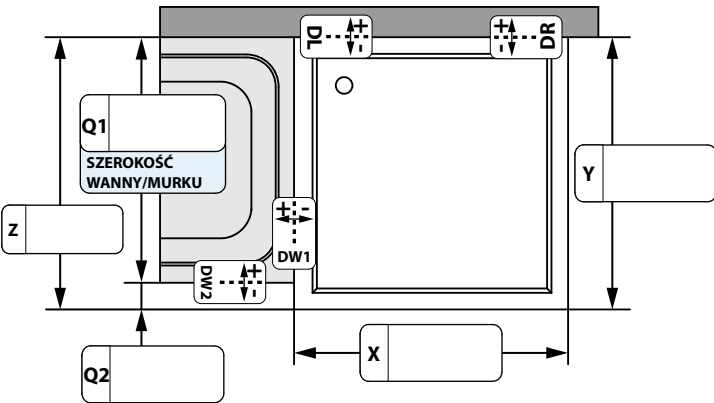 DL + -
+ - DR
Q1
SZEROKOŚĆ
WANNY/MURKU
Y
Z
+ -
DW1
DW2 + -
X
Q2